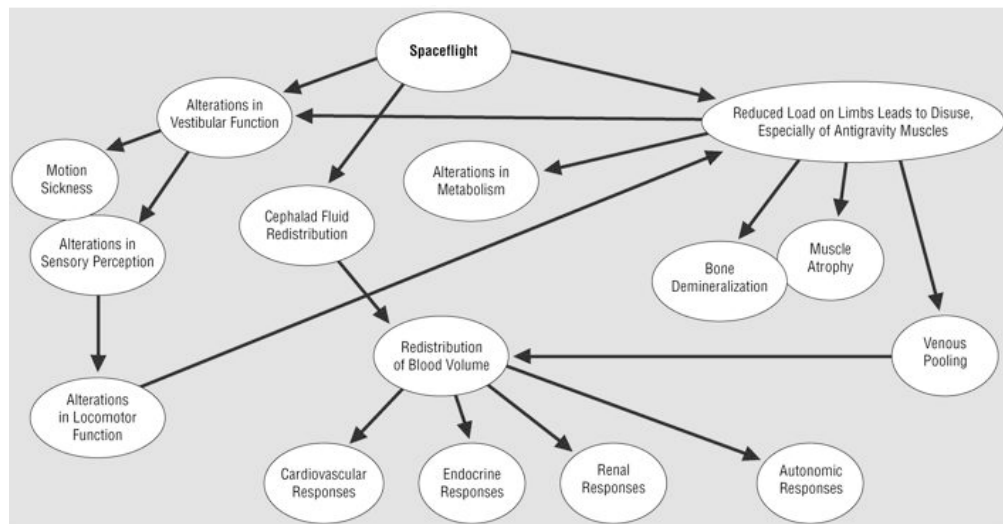 Spaceflight
Alterations in
Vestibular Function
Reduced Load on Limbs Leads to Disuse,
Especially of Antigravity Muscles
Motion
Sickness
Alterations in
Metabolism
Cephalad Fluid
Redistribution
Alterations in
Sensory Perception
Muscle
Atrophy
Bone
Demineralization
Redistribution
of Blood Volume
Venous
Pooling
Alterations
in Locomotor
Function
Cardiovascular
Responses
Endocrine
Responses
Renal
Responses
Autonomic
Responses